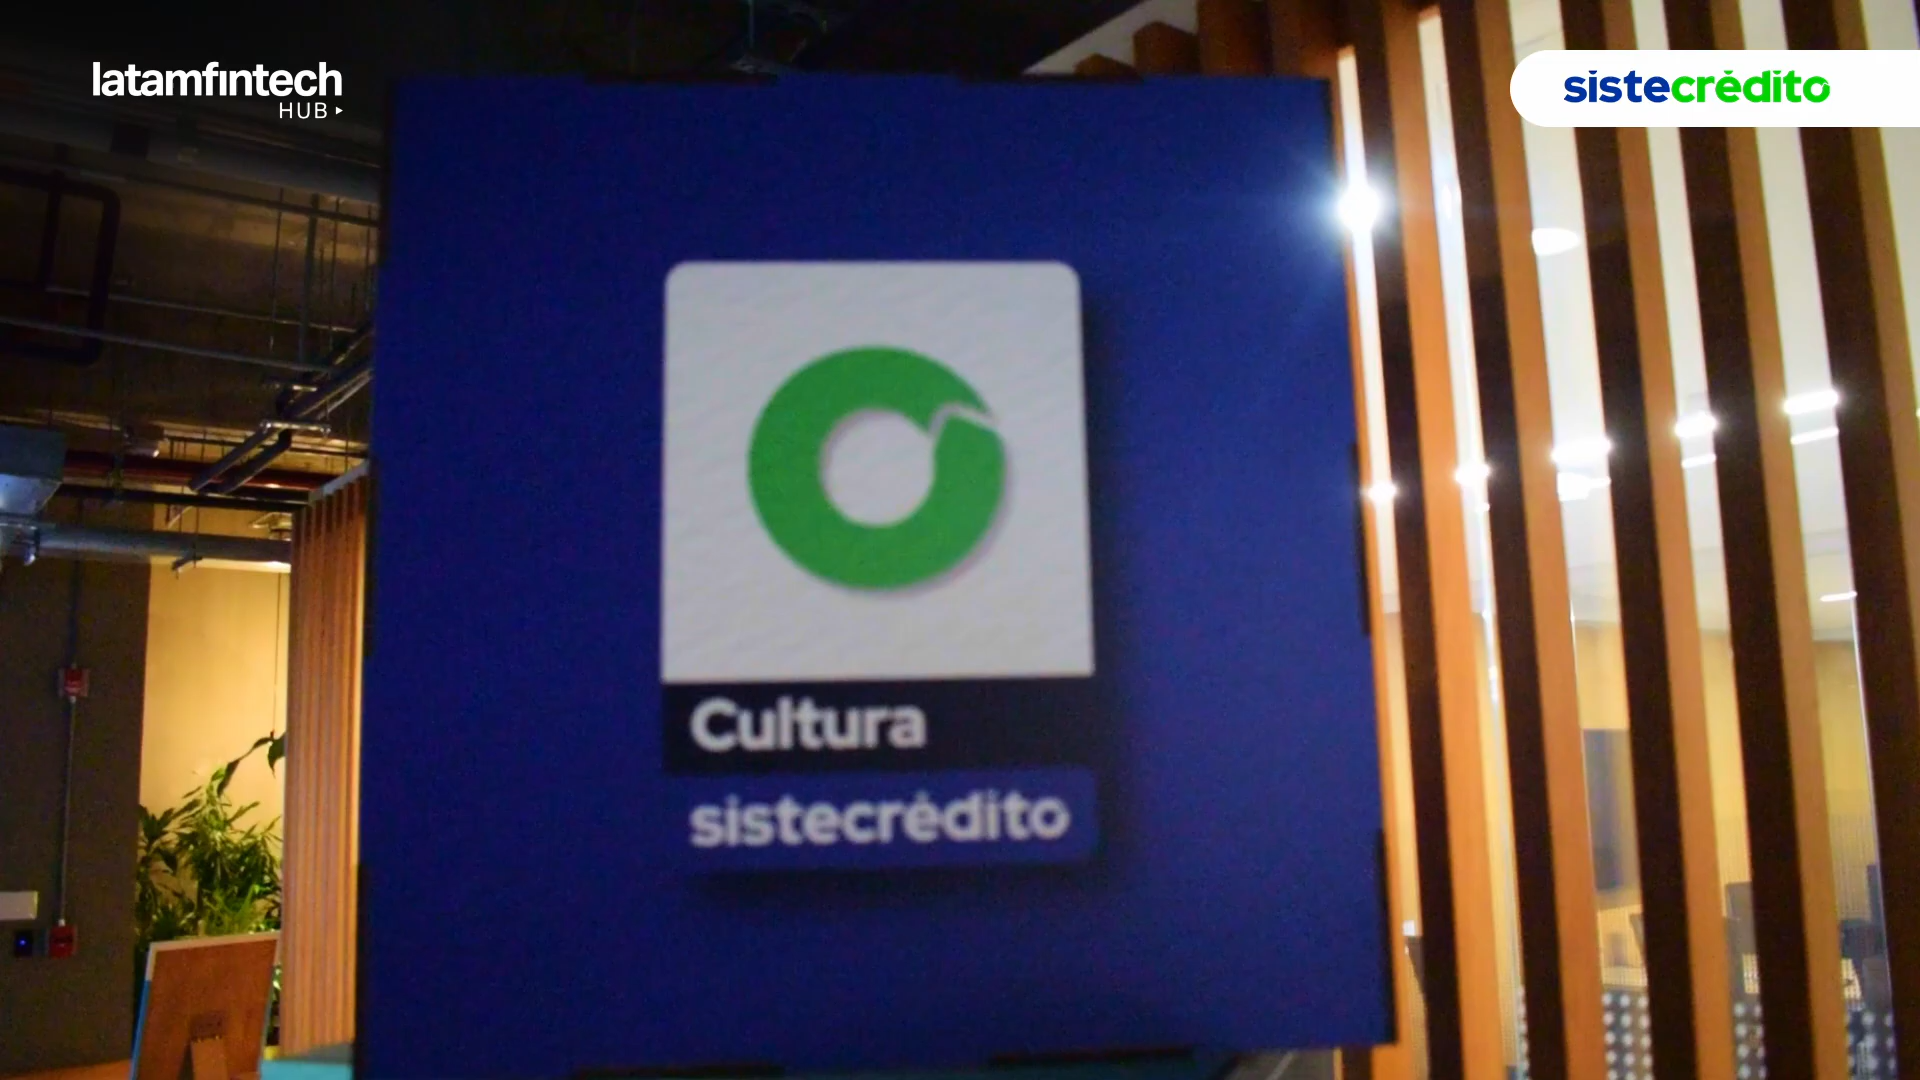 latamfintech
HUB
sistecrédito
Cultura
sistecrédito